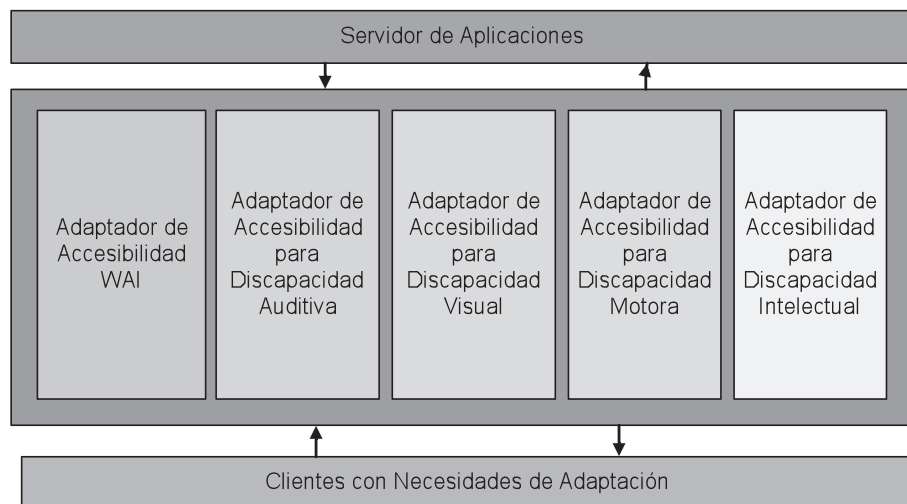 Servidor de Aplicaciones
Adaptador de
Accesibilidad
WAI
Adaptador de
Accesibilidad
para
Discapacidad
Auditiva
Adaptador de
Accesibilidad
para
Discapacidad
Visual
Adaptador de
Accesibilidad
para
Discapacidad
Motora
Adaptador de
Accesibilidad
para
Discapacidad
Intelectual
Clientes con Necesidades de Adaptación